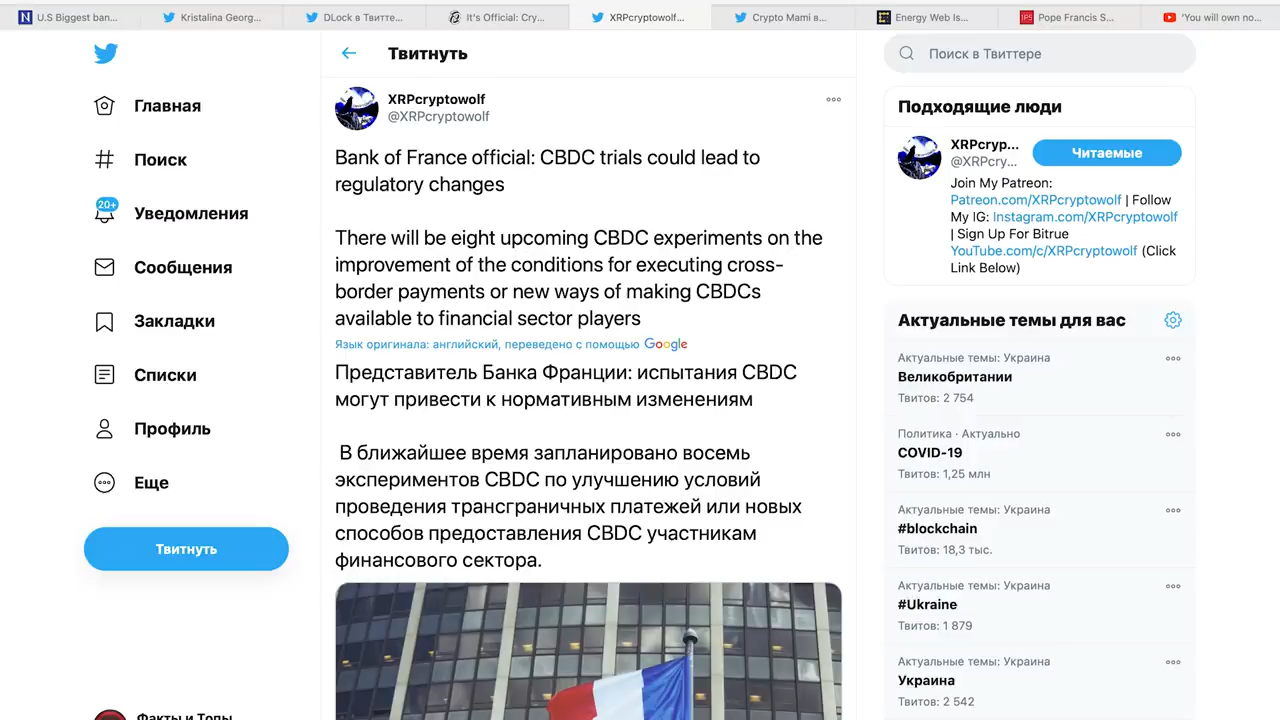 U.S Biggest ban...
Kristalina Georg...
DLock в Твитте...
It's Official: Cry...
XRPcryptowolf...
Crypto Mami в...
Energy Web Is...
Pope Francis S...
'You will own no...
Главная
Поиск
20+
Уведомления
Сообщения
Закладки
Списки
Профиль
Еще
Твитнуть
Факты и Топы
Твитнуть
XRPcryptowolf
@XRPcryptowolf
Bank of France official: CBDC trials could lead to
regulatory changes
There will be eight upcoming CBDC experiments on the
improvement of the conditions for executing cross-
border payments or new ways of making CBDCs
available to financial sector players
Язык оригинала: английский, переведено с помощью Google
Представитель Банка Франции: испытания CBDC
могут привести к нормативным изменениям
В ближайшее время запланировано восемь
экспериментов CBDC по улучшению условий
проведения трансграничных платежей или новых
способов предоставления CBDC участникам
финансового сектора.
Поиск в Твиттере
Подходящие люди
XRPcryp...
@XRPcry...
Читаемые
Join My Patreon:
Patreon.com/XRPcryptowolf | Follow
My IG: Instagram.com/XRPcryptowolf
| Sign Up For Bitrue
YouTube.com/c/XRPcryptowolf (Click
Link Below)
Актуальные темы для вас
Актуальные темы: Украина
Великобритании
Твитов: 2 754
Политика · Актуально
COVID-19
Твитов: 1,25 млн
Актуальные темы: Украина
#blockchain
Твитов: 18,3 тыс.
Актуальные темы: Украина
#Ukraine
Твитов: 1 879
Актуальные темы: Украина
Украина
Твитов: 2 542